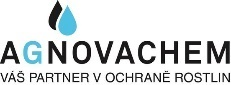 AGNOVACHEM
VÁŠ PARTNER V OCHRANĚ ROSTLIN